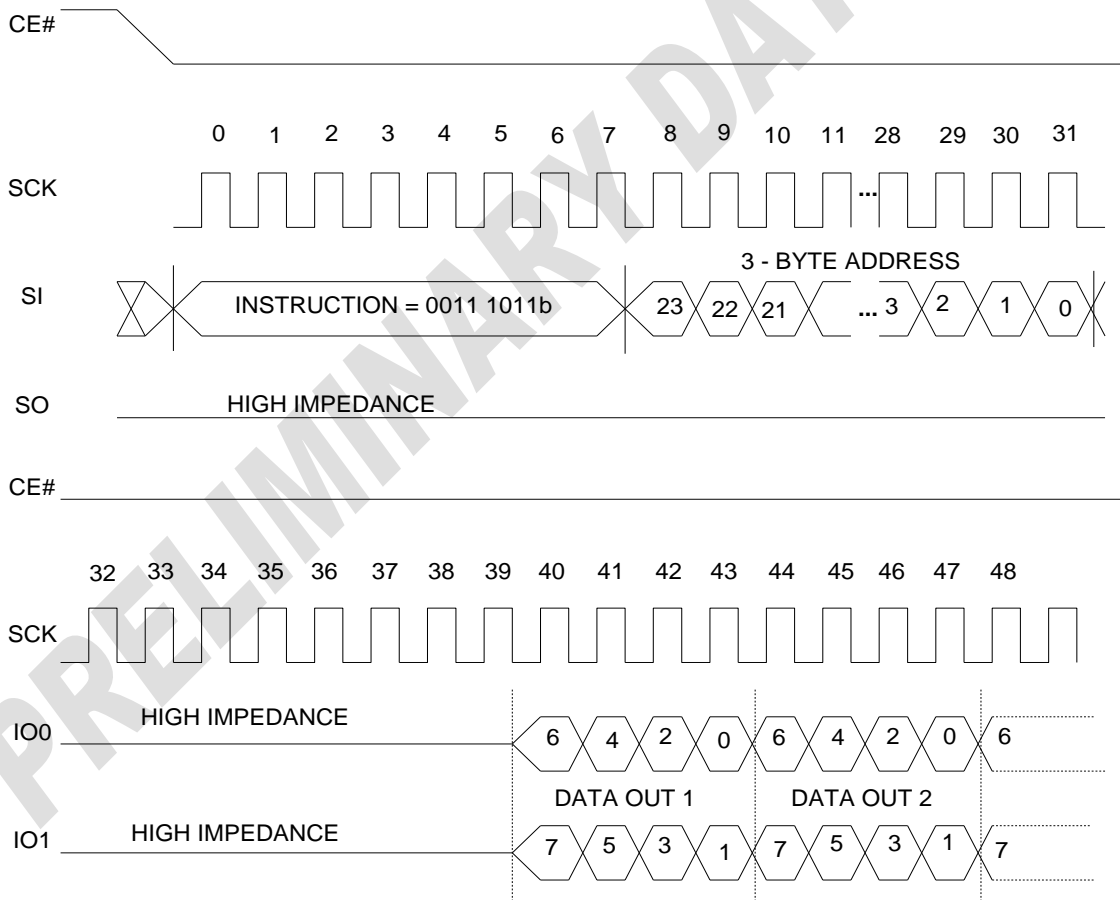 CE#
0 1 2 3 4 5 6 7 8 9 10 11 28 29 30 31
SCK
...
3 - BYTE ADDRESS
SI
INSTRUCTION = 0011 1011b
23 22 21 ... 3 2 1 0
SO
HIGH IMPEDANCE
CE#
32 33 34 35 36 37 38 39 40 41 42 43 44 45 46 47 48
SCK
HIGH IMPEDANCE
IO0
6 4 2 0 6 4 2 0 6
DATA OUT 1 DATA OUT 2
HIGH IMPEDANCE
IO1
7 5 3 1 7 5 3 1 7
PRELIMINARY DAT